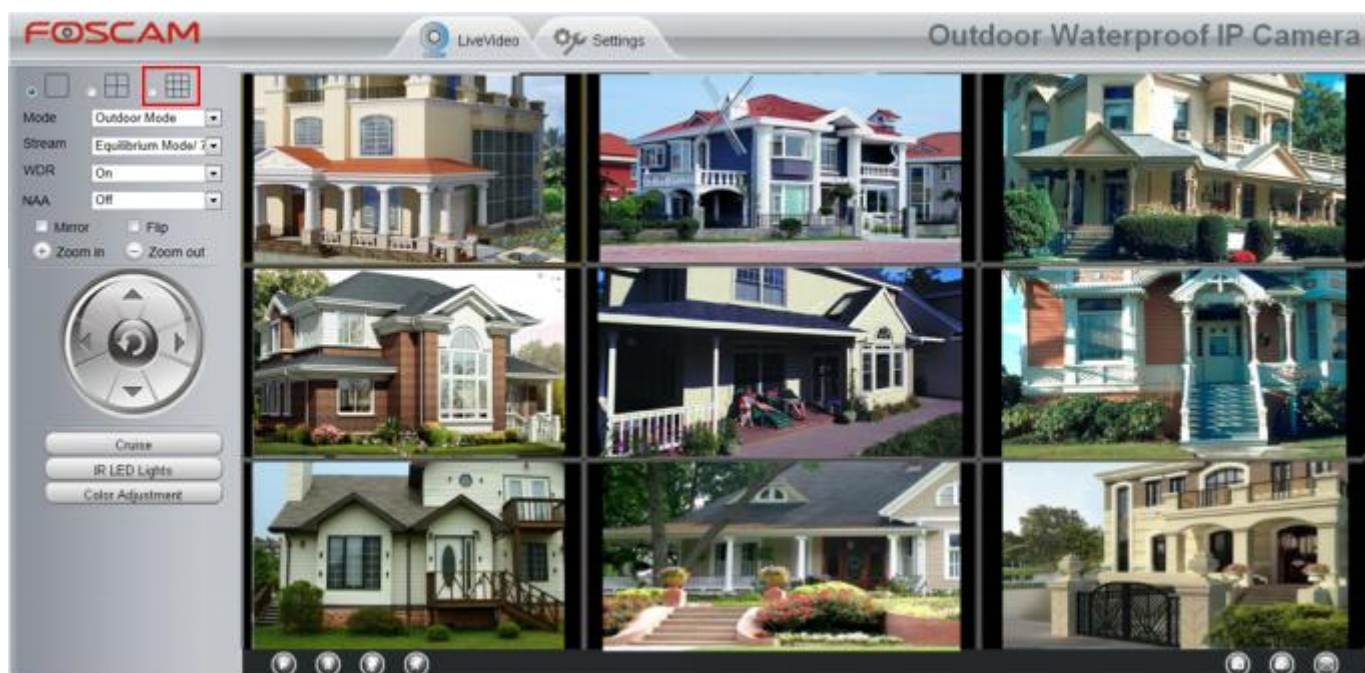 FOSCAM
LiveVideo
Settings
Outdoor Waterproof IP Camera
Mode
Outdoor Mode
Stream
Equilibrium Mode/ 7
WDR
On
NAA
Off
Mirror
Flip
Zoom in
Zoom out
Cruise
IR LED Lights
Color Adjustment